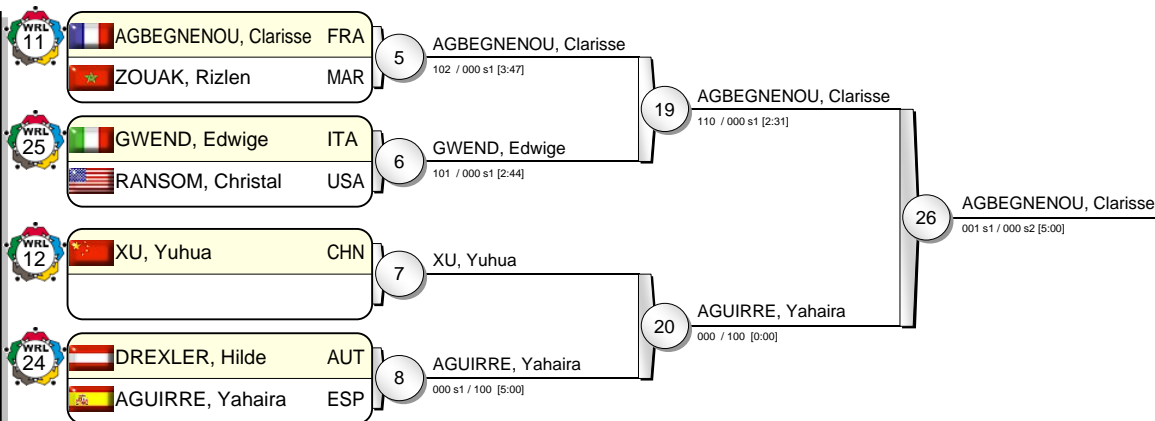 WRL
11
AGBEGNENOU, Clarisse FRA
ZOUAK, Rizlen MAR
5
AGBEGNENOU, Clarisse
102 / 000 s1 [3:47]
WRL
25
GWEND, Edwige ITA
RANSOM, Christal USA
6
GWEND, Edwige
101 / 000 s1 [2:44]
19
AGBEGNENOU, Clarisse
110 / 000 s1 [2:31]
WRL
12
XU, Yuhua CHN
7
XU, Yuhua
WRL
24
DREXLER, Hilde AUT
AGUIRRE, Yahaira ESP
8
AGUIRRE, Yahaira
000 s1 / 100 [5:00]
20
AGUIRRE, Yahaira
000 / 100 [0:00]
26
AGBEGNENOU, Clarisse
001 s1 / 000 s2 [5:00]